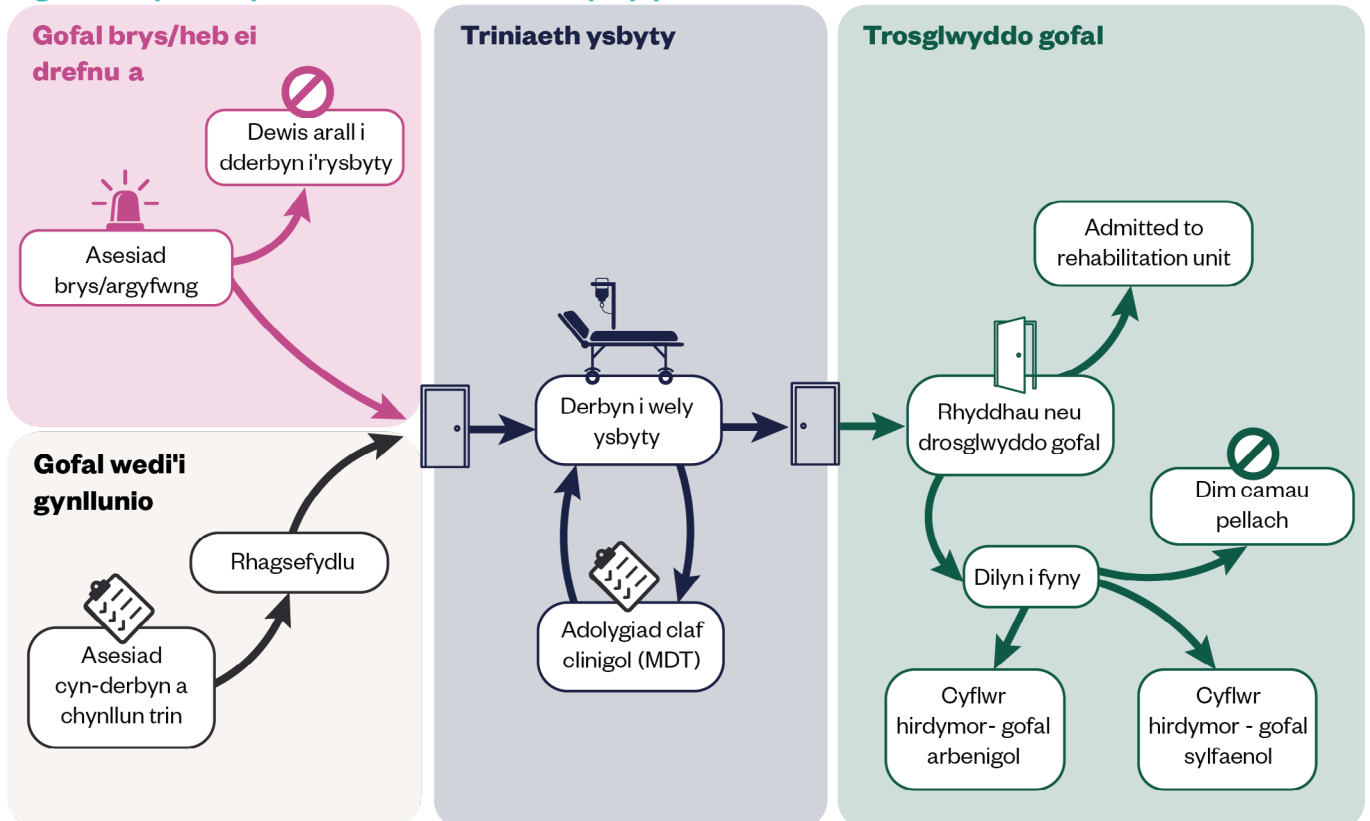 Gofal brys/heb ei
drefnu a
Dewis arall i
dderbyn i'rysbyty
Asesiad
brys/argyfwng
Gofal wedi'i
gynllunio
Rhagsefydlu
Asesiad
cyn-derbyn a
chynllun trin
Triniaeth ysbyty
Derbyn i wely
ysbyty
Adolygiad claf
clinigol (MDT)
Trosglwyddo gofal
Admitted to
rehabilitation unit
Rhyddhau neu
drosglwyddo gofal
Dim camau
pellach
Dilyn i fyny
Cyflwr
hirdymor- gofal
arbenigol
Cyflwr
hirdymor - gofal
sylfaenol